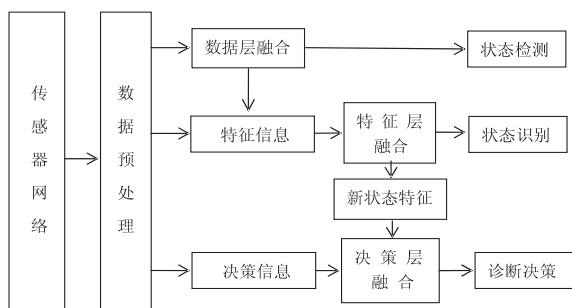 传感器网络
数据预处理
数据层融合
状态检测
特征信息
特征层
融合
状态识别
新状态特征
决策信息
决策层
融合
诊断决策